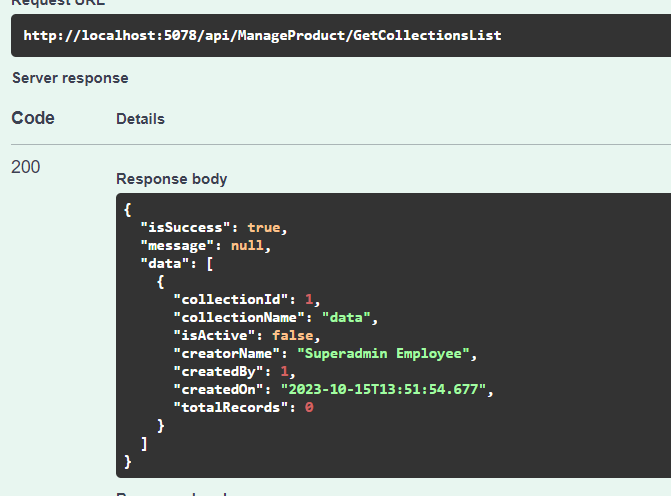 Request URL
http://localhost:5078/api/ManageProduct/GetCollectionsList
Server response
Code Details
200
Response body
{
"isSuccess": true,
"message": null,
"data": [
{
"collectionId": 1,
"collectionName": "data",
"isActive": false,
"creatorName": "Superadmin Employee",
"createdBy": 1,
"createdOn": "2023-10-15T13:51:54.677",
"totalRecords": 0
}
]
}